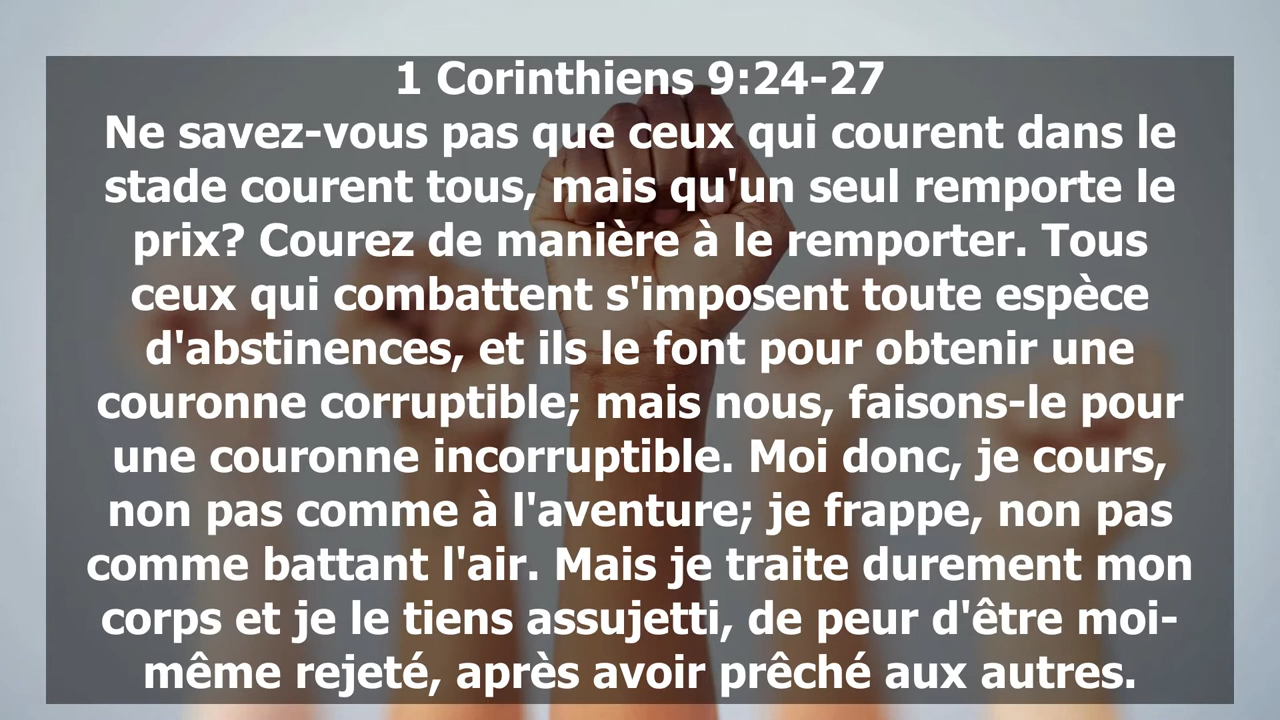 1 Corinthiens 9:24-27
Ne savez-vous pas que ceux qui courent dans le
stade courent tous, mais qu'un seul remporte le
prix? Courez de manière à le remporter. Tous
ceux qui combattent s'imposent toute espèce
d'abstinences, et ils le font pour obtenir une
couronne corruptible; mais nous, faisons-le pour
une couronne incorruptible. Moi donc, je cours,
non pas comme à l'aventure; je frappe, non pas
comme battant l'air. Mais je traite durement mon
corps et je le tiens assujetti, de peur d'être moi-
même rejeté, après avoir prêché aux autres.